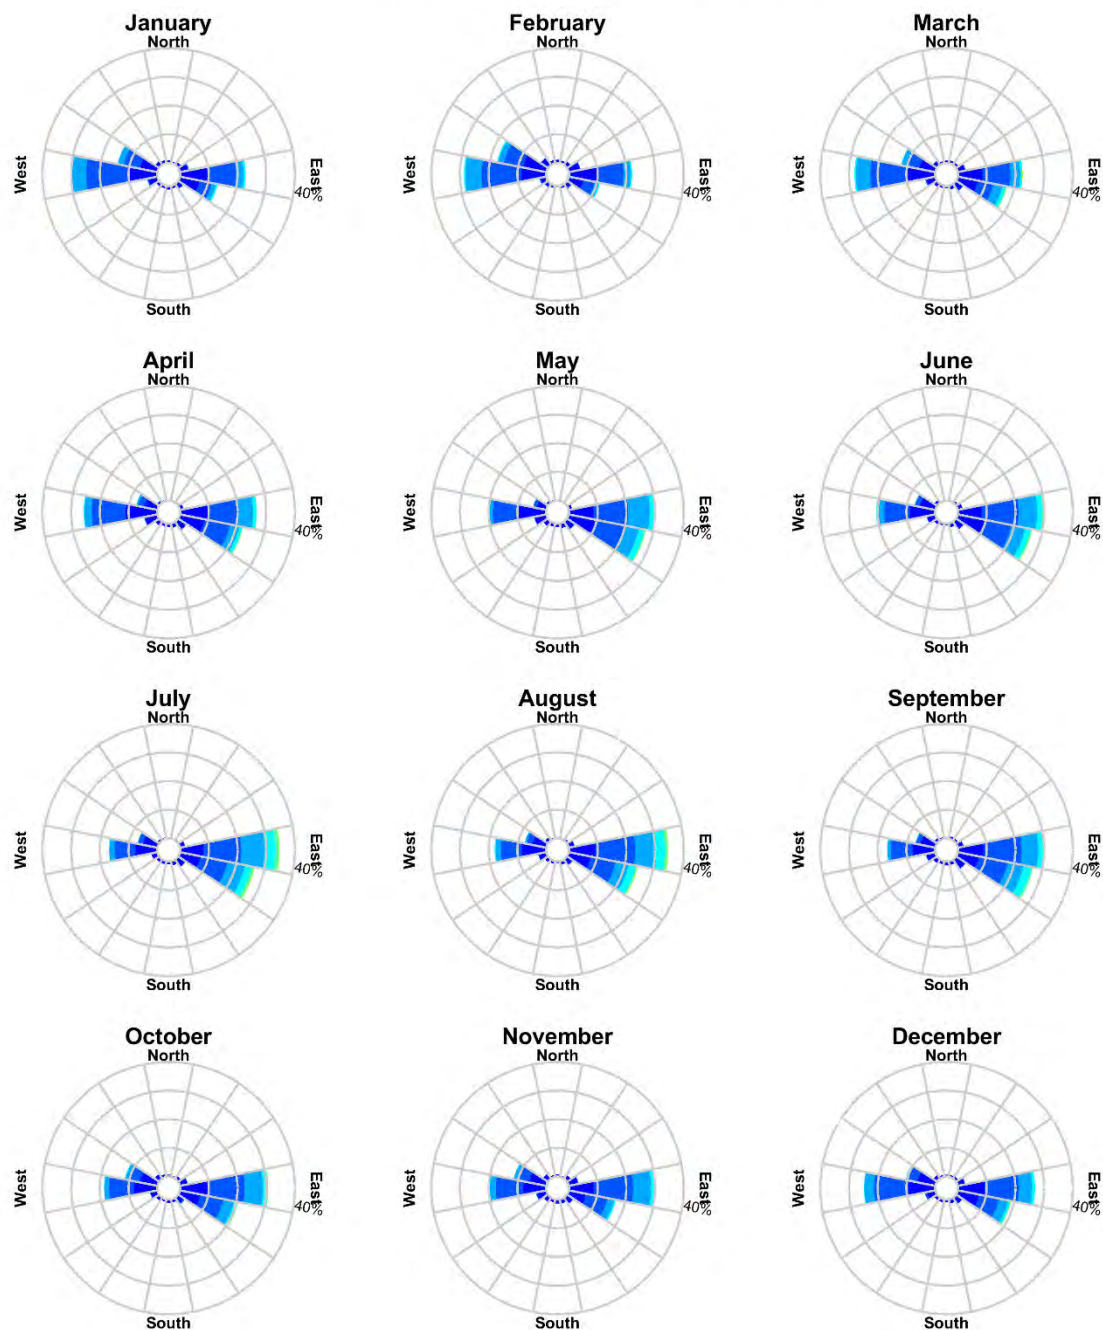 January
North
West
East
40%
South
February
North
West
East
40%
South
March
North
West
East
40%
South
April
North
West
East
40%
South
May
North
West
East
40%
South
June
North
West
East
40%
South
July
North
West
East
40%
South
August
North
West
East
40%
South
September
North
West
East
40%
South
October
North
West
East
40%
South
November
North
West
East
40%
South
December
North
West
East
40%
South